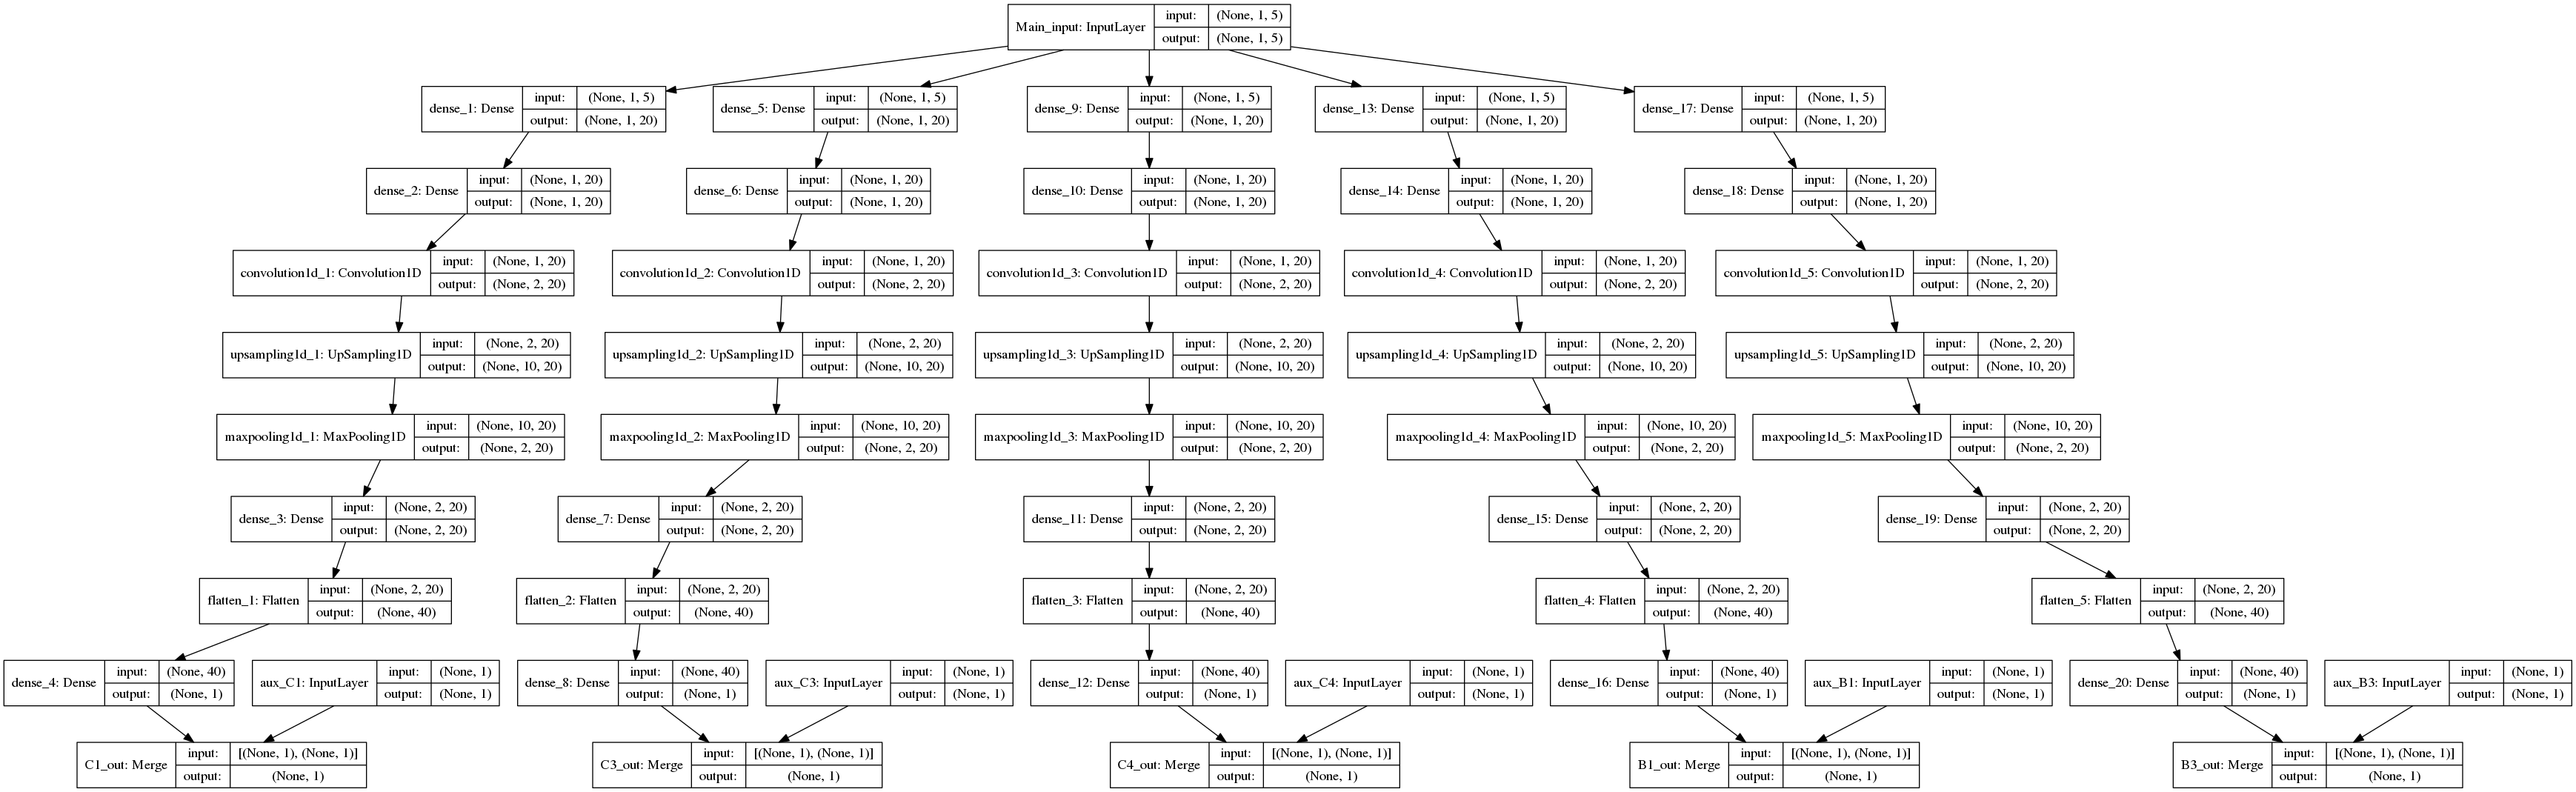 Main_input: InputLayer input: (None, 1, 5)
output: (None, 1, 5)
dense_1: Dense input: (None, 1, 5)
output: (None, 1, 20)
dense_5: Dense input: (None, 1, 5)
output: (None, 1, 20)
dense_9: Dense input: (None, 1, 5)
output: (None, 1, 20)
dense_13: Dense input: (None, 1, 5)
output: (None, 1, 20)
dense_17: Dense input: (None, 1, 5)
output: (None, 1, 20)
dense_2: Dense input: (None, 1, 20)
output: (None, 1, 20)
dense_6: Dense input: (None, 1, 20)
output: (None, 1, 20)
dense_10: Dense input: (None, 1, 20)
output: (None, 1, 20)
dense_14: Dense input: (None, 1, 20)
output: (None, 1, 20)
dense_18: Dense input: (None, 1, 20)
output: (None, 1, 20)
convolution1d_1: Convolution1D input: (None, 1, 20)
output: (None, 2, 20)
convolution1d_2: Convolution1D input: (None, 1, 20)
output: (None, 2, 20)
convolution1d_3: Convolution1D input: (None, 1, 20)
output: (None, 2, 20)
convolution1d_4: Convolution1D input: (None, 1, 20)
output: (None, 2, 20)
convolution1d_5: Convolution1D input: (None, 1, 20)
output: (None, 2, 20)
upsampling1d_1: UpSampling1D input: (None, 2, 20)
output: (None, 10, 20)
upsampling1d_2: UpSampling1D input: (None, 2, 20)
output: (None, 10, 20)
upsampling1d_3: UpSampling1D input: (None, 2, 20)
output: (None, 10, 20)
upsampling1d_4: UpSampling1D input: (None, 2, 20)
output: (None, 10, 20)
upsampling1d_5: UpSampling1D input: (None, 2, 20)
output: (None, 10, 20)
maxpooling1d_1: MaxPooling1D input: (None, 10, 20)
output: (None, 2, 20)
maxpooling1d_2: MaxPooling1D input: (None, 10, 20)
output: (None, 2, 20)
maxpooling1d_3: MaxPooling1D input: (None, 10, 20)
output: (None, 2, 20)
maxpooling1d_4: MaxPooling1D input: (None, 10, 20)
output: (None, 2, 20)
maxpooling1d_5: MaxPooling1D input: (None, 10, 20)
output: (None, 2, 20)
dense_3: Dense input: (None, 2, 20)
output: (None, 2, 20)
dense_7: Dense input: (None, 2, 20)
output: (None, 2, 20)
dense_11: Dense input: (None, 2, 20)
output: (None, 2, 20)
dense_15: Dense input: (None, 2, 20)
output: (None, 2, 20)
dense_19: Dense input: (None, 2, 20)
output: (None, 2, 20)
flatten_1: Flatten input: (None, 2, 20)
output: (None, 40)
flatten_2: Flatten input: (None, 2, 20)
output: (None, 40)
flatten_3: Flatten input: (None, 2, 20)
output: (None, 40)
flatten_4: Flatten input: (None, 2, 20)
output: (None, 40)
flatten_5: Flatten input: (None, 2, 20)
output: (None, 40)
dense_4: Dense input: (None, 40)
output: (None, 1)
aux_C1: InputLayer input: (None, 1)
output: (None, 1)
dense_8: Dense input: (None, 40)
output: (None, 1)
aux_C3: InputLayer input: (None, 1)
output: (None, 1)
dense_12: Dense input: (None, 40)
output: (None, 1)
aux_C4: InputLayer input: (None, 1)
output: (None, 1)
dense_16: Dense input: (None, 40)
output: (None, 1)
aux_B1: InputLayer input: (None, 1)
output: (None, 1)
dense_20: Dense input: (None, 40)
output: (None, 1)
aux_B3: InputLayer input: (None, 1)
output: (None, 1)
C1_out: Merge input: [(None, 1), (None, 1)]
output: (None, 1)
C3_out: Merge input: [(None, 1), (None, 1)]
output: (None, 1)
C4_out: Merge input: [(None, 1), (None, 1)]
output: (None, 1)
B1_out: Merge input: [(None, 1), (None, 1)]
output: (None, 1)
B3_out: Merge input: [(None, 1), (None, 1)]
output: (None, 1)